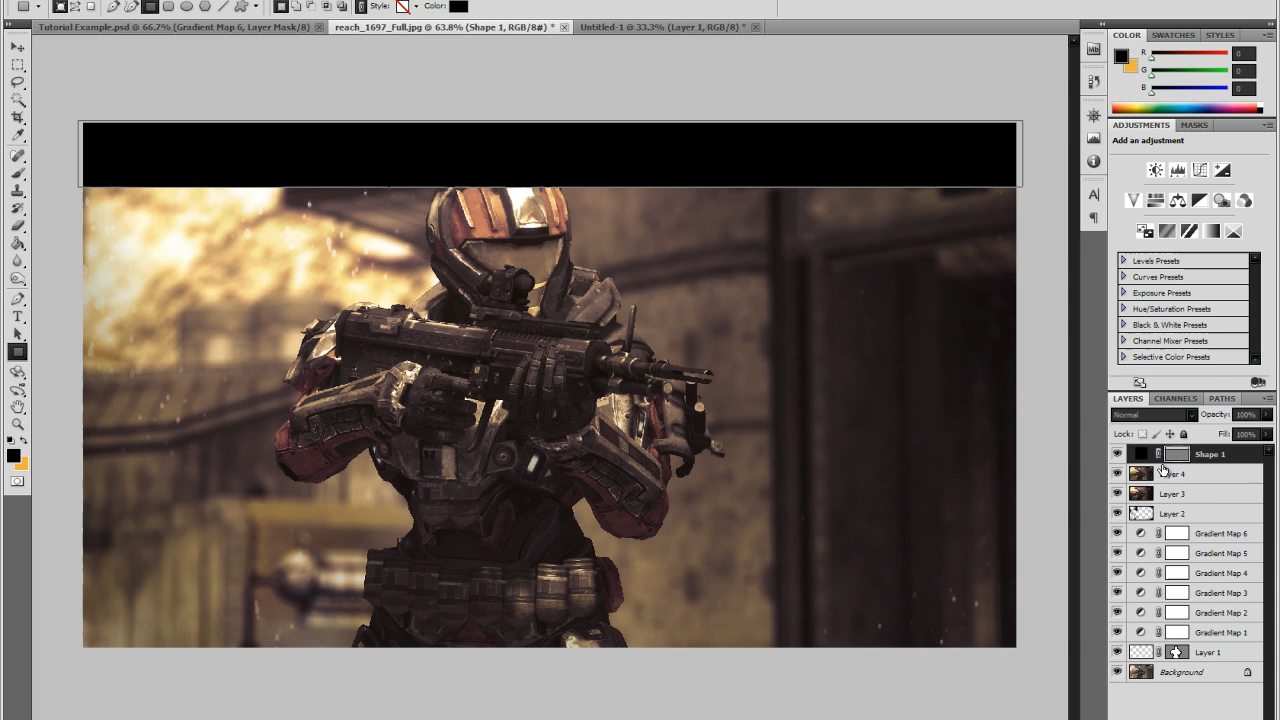 Style: Color:
Tutorial Example.psd @ 66.7% (Gradient Map 6, Layer Mask/8) reach_1697_Full.jpg @ 63.8% (Shape 1, RGB/8#) * Untitled-1 @ 33.3% (Layer 1, RGB/8) *
COLOR SWATCHES STYLES
R 0
G 0
B 0
ADJUSTMENTS MASKS
Add an adjustment
Levels Presets
Curves Presets
Exposure Presets
Hue/Saturation Presets
Black & White Presets
Channel Mixer Presets
Selective Color Presets
LAYERS CHANNELS PATHS
Normal Opacity: 100%
Lock: Fill: 100%
Shape 1
yer 4
Layer 3
Layer 2
Gradient Map 6
Gradient Map 5
Gradient Map 4
Gradient Map 3
Gradient Map 2
Gradient Map 1
Layer 1
Background